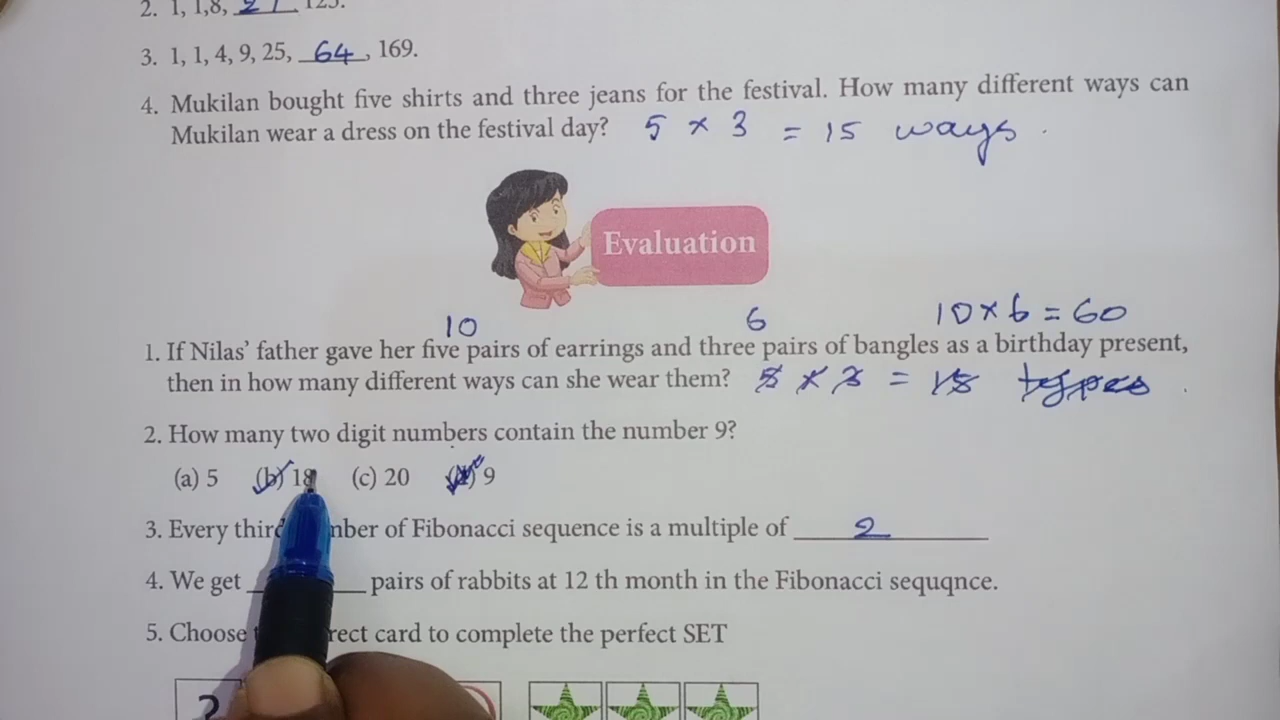 2. 1, 1,8, 27 125.
3. 1, 1, 4, 9, 25, 64, 169.
4. Mukilan bought five shirts and three jeans for the festival. How many different ways can
Mukilan wear a dress on the festival day? 5 × 3 = 15 ways.
Evaluation
10 6 10×6=60
1. If Nilas’ father gave her five pairs of earrings and three pairs of bangles as a birthday present,
then in how many different ways can she wear them? 5 × 3 = 15 types
2. How many two digit numbers contain the number 9?
(a) 5 (b) 18 (c) 20 9
3. Every third number of Fibonacci sequence is a multiple of 2
4. We get ___ pairs of rabbits at 12 th month in the Fibonacci sequqnce.
5. Choose rect card to complete the perfect SET
?